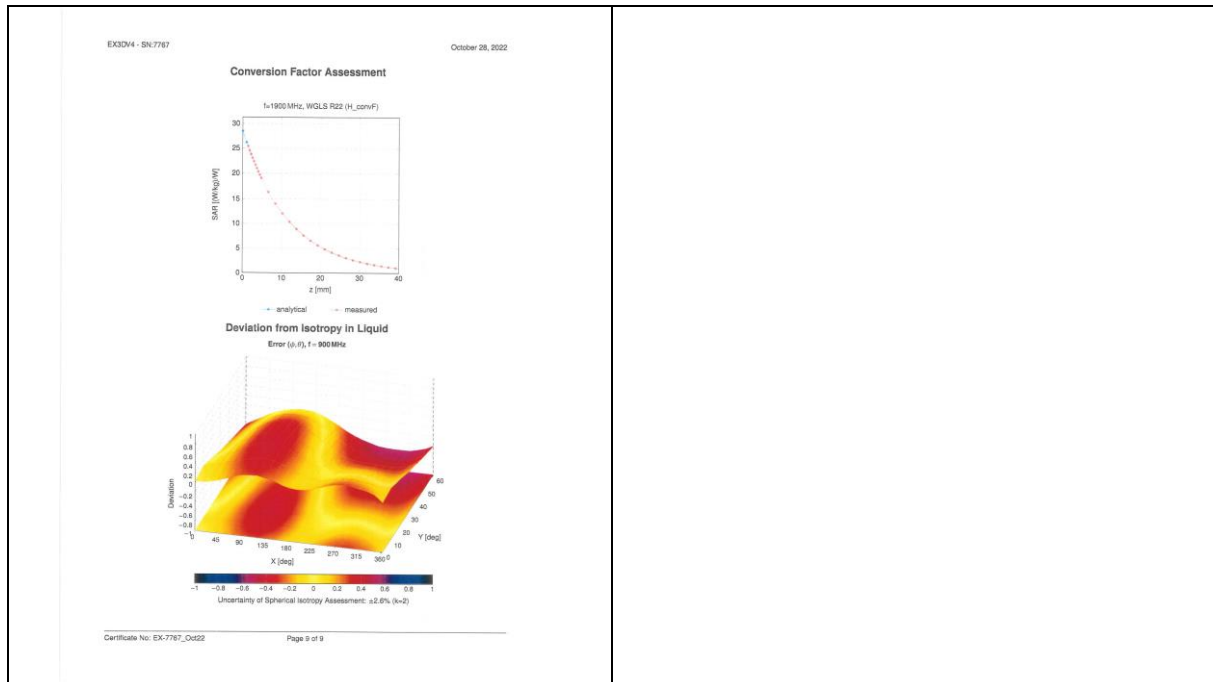 EX3DV4 - SN:7767 October 28, 2022
Conversion Factor Assessment
f=1900 MHz, WGLS R22 (H_convF)
30
25
20
15
10
5
0
SAR [(W/kg)/W]
0 10 20 30 40
z [mm]
analytical measured
Deviation from Isotropy in Liquid
Error (ϕ,θ), f = 900 MHz
1
0.8
0.6
0.4
0.2
0
−0.2
−0.4
−0.6
−0.8
−1
Deviation
0 45 90 135 180 225 270 315 360
X [deg]
0
10
20
30
40
50
60
Y [deg]
−1 −0.8 −0.6 −0.4 −0.2 0 0.2 0.4 0.6 0.8 1
Uncertainty of Spherical Isotropy Assessment: ±2.6% (k=2)
Certificate No: EX-7767_Oct22 Page 9 of 9